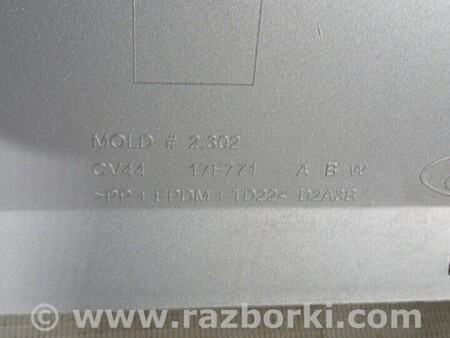 MOLD # 2.302
CV44 - 17F771 - A B W
>PP + EPDM + TD22< D2A3B
© www.razborki.com